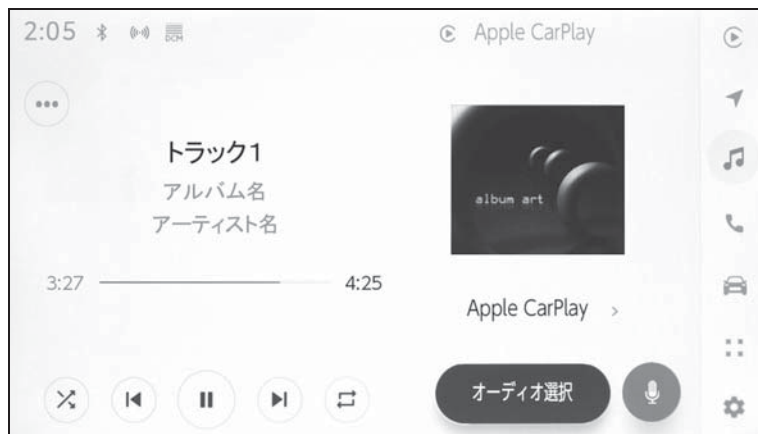 2:05
DCM
Apple CarPlay
トラック1
アルバム名
アーティスト名
album art
3:27
4:25
Apple CarPlay
オーディオ選択